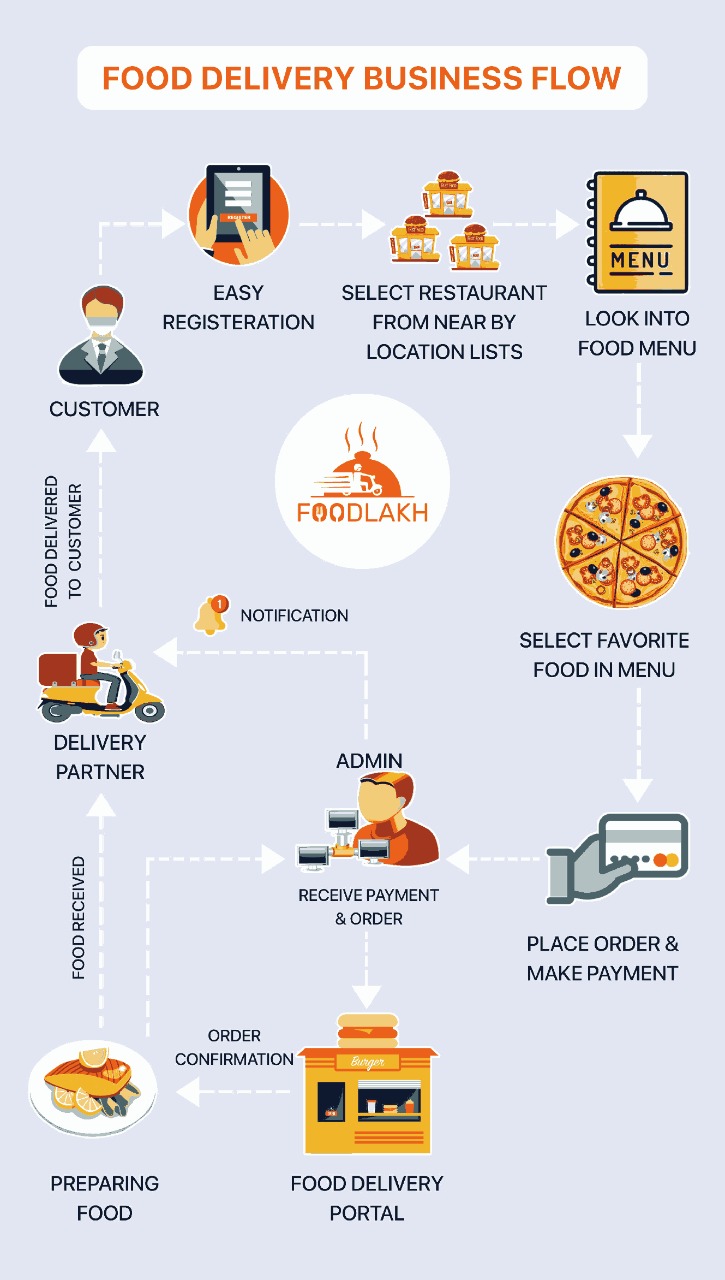 FOOD DELIVERY BUSINESS FLOW
REGISTER
EASY
REGISTERATION
SELECT RESTAURANT
FROM NEAR BY
LOCATION LISTS
MENU
LOOK INTO
FOOD MENU
CUSTOMER
FOODLAKH
FOOD DELIVERED
TO CUSTOMER
1
NOTIFICATION
SELECT FAVORITE
FOOD IN MENU
DELIVERY
PARTNER
ADMIN
RECEIVE PAYMENT
& ORDER
PLACE ORDER &
MAKE PAYMENT
FOOD RECEIVED
ORDER
CONFIRMATION
Burger
PREPARING
FOOD
FOOD DELIVERY
PORTAL